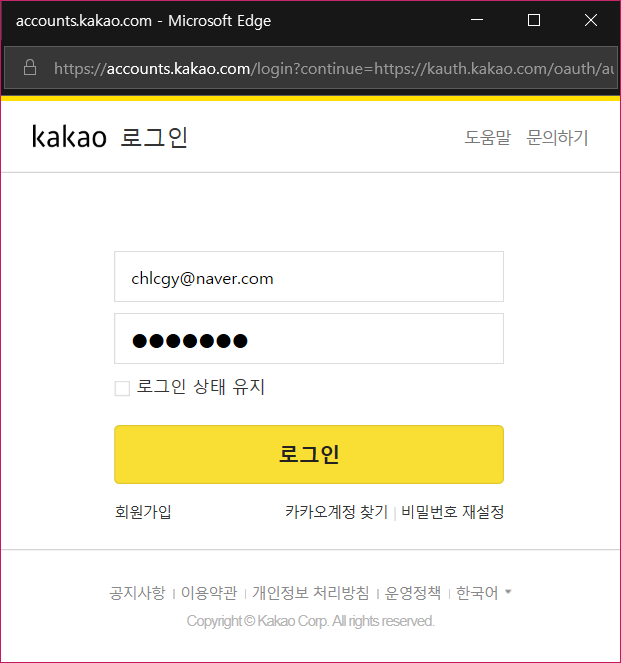 accounts.kakao.com - Microsoft Edge
https://accounts.kakao.com/login?continue=https://kauth.kakao.com/oauth/au
kakao 로그인 도움말 문의하기
chlcgy@naver.com
●●●●●●●
로그인 상태 유지
로그인
회원가입 카카오계정 찾기 | 비밀번호 재설정
공지사항 | 이용약관 | 개인정보 처리방침 | 운영정책 | 한국어
Copyright © Kakao Corp. All rights reserved.